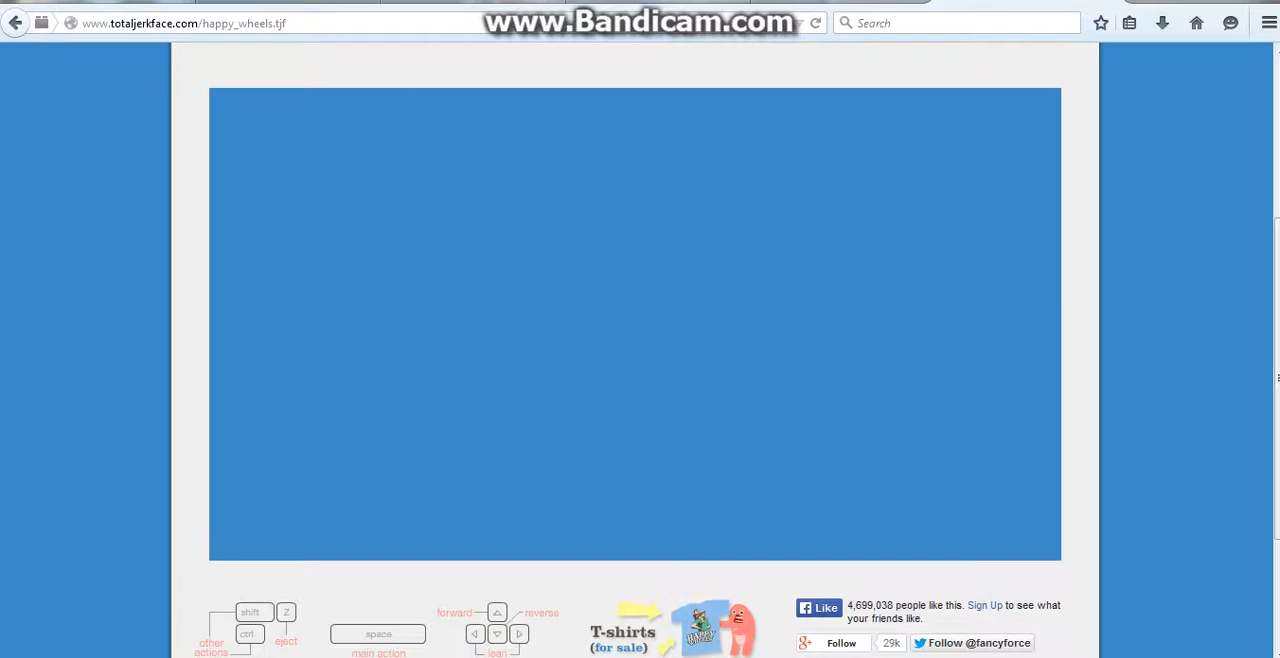 www.totaljerkface.com/happy_wheels.tjf
www.Bandicam.com
Search
shift
Z
ctrl
other
actions
eject
space
main action
forward
reverse
lean
T-shirts
(for sale)
Like
4,699,038 people like this. Sign Up to see what
your friends like.
Follow
29k
Follow @fancyforce